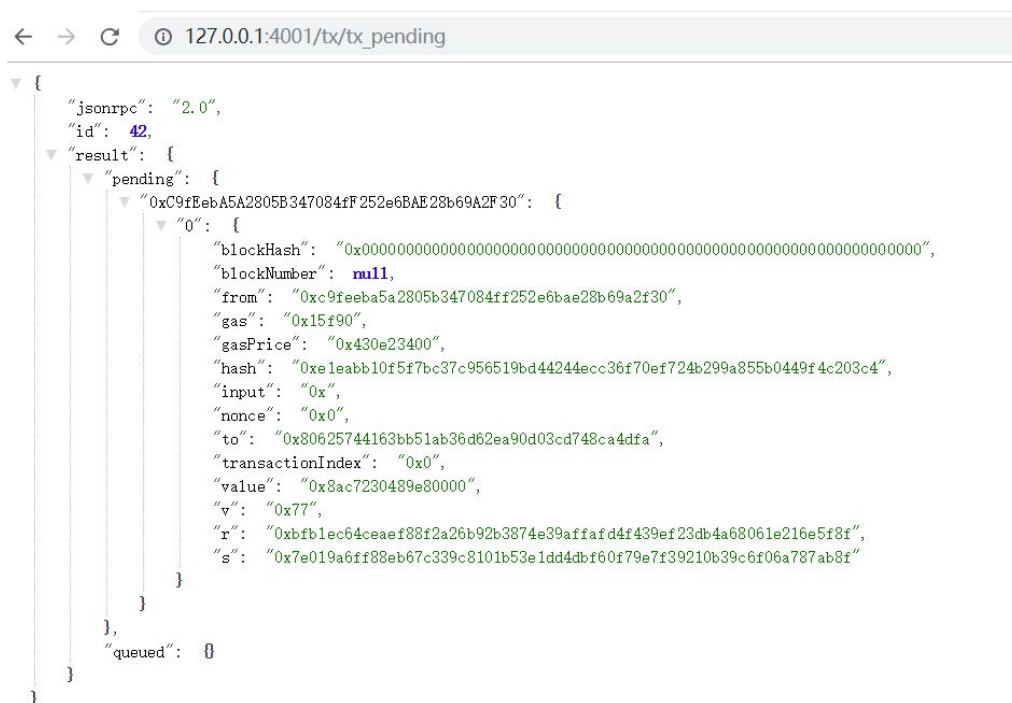 127.0.0.1:4001/tx/tx_pending
{
"jsonrpc": "2.0",
"id": 42,
"result": {
"pending": {
"0xC9fEebA5A2805B347084fF252e6BAE28b69A2F30": {
"0": {
"blockHash": "0x0000000000000000000000000000000000000000000000000000000000000000",
"blockNumber": null,
"from": "0xc9feeba5a2805b347084ff252e6bae28b69a2f30",
"gas": "0x15f90",
"gasPrice": "0x430e23400",
"hash": "0xe1eabb10f5f7bc37c956519bd44244ecc36f70ef724b299a855b0449f4c203c4",
"input": "0x",
"nonce": "0x0",
"to": "0x80625744163bb51ab36d62ea90d03cd748ca4dfa",
"transactionIndex": "0x0",
"value": "0x8ac7230489e80000",
"v": "0x77",
"r": "0xbfb1ec64ceaef88f2a26b92b3874e39affafd4f439ef23db4a68061e216e5f8f",
"s": "0x7e019a6ff88eb67c339c8101b53e1dd4dbf60f79e7f39210b39c6f06a787ab8f"
}
}
},
"queued": {}
}
}